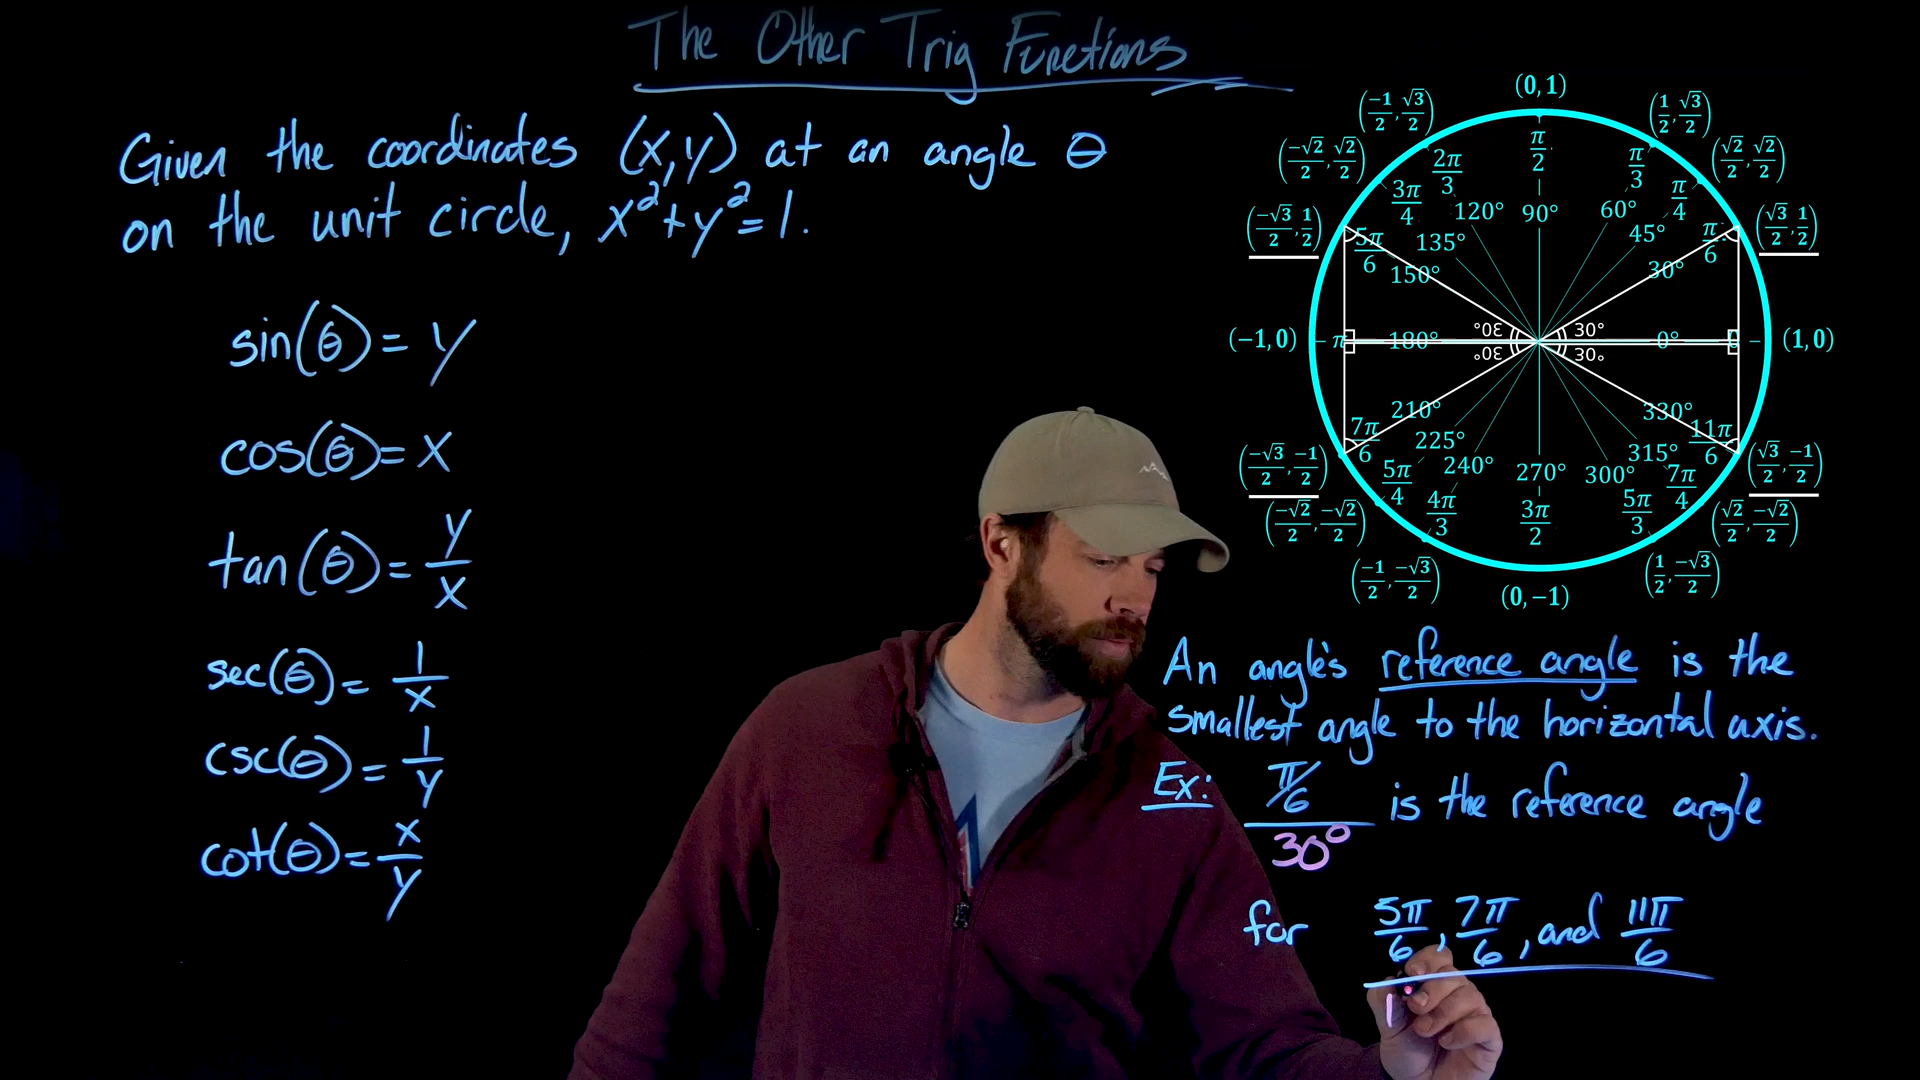 The Other Trig Functions
Given the coordinates (x,y) at an angle θ
on the unit circle, x²+y²=1.
sin(θ) = y
cos(θ) = x
tan(θ) = y/x
sec(θ) = 1/x
csc(θ) = 1/y
cot(θ) = x/y
(0,1)
(-1/2, √3/2)
(1/2, √3/2)
(-√2/2, √2/2)
(√2/2, √2/2)
(-√3/2, 1/2)
(√3/2, 1/2)
2π/3 π/2 π/3
3π/4 π/4
120° 90° 60°
5π/6 135° 45° π/6
150° 30°
30° 30°
(-1,0) π 180° 0° 0 (1,0)
30° 30°
210° 330°
7π/6 225° 315° 11π/6
240° 270° 300°
5π/4 7π/4
4π/3 3π/2 5π/3
(-√3/2, -1/2)
(√3/2, -1/2)
(-√2/2, -√2/2)
(√2/2, -√2/2)
(-1/2, -√3/2)
(1/2, -√3/2)
(0,-1)
An angle's reference angle is the
smallest angle to the horizontal axis.
Ex: π/6 is the reference angle
30°
for 5π/6, 7π/6, and 11π/6
1